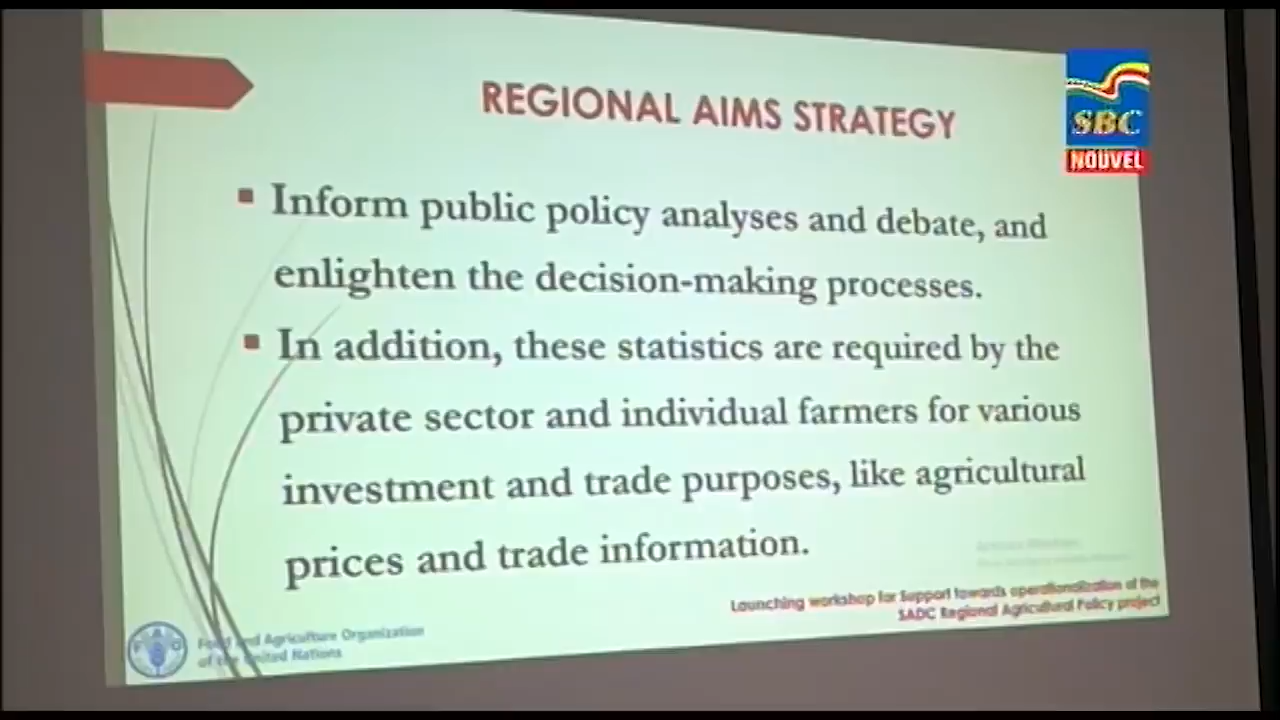 REGIONAL AIMS STRATEGY
SBC
NOUVEL
Inform public policy analyses and debate, and
enlighten the decision-making processes.
In addition, these statistics are required by the
private sector and individual farmers for various
investment and trade purposes, like agricultural
prices and trade information.
Launching workshop for Support towards operationalization of the
SADC Regional Agricultural Policy project
FAO
Food and Agriculture Organization
of the United Nations